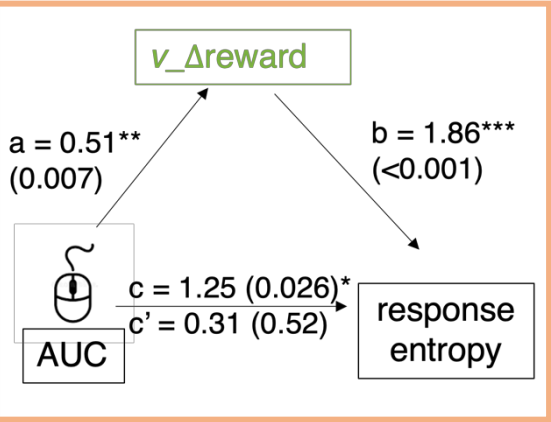 v_Δreward
a = 0.51**
(0.007)
b = 1.86***
(<0.001)
c = 1.25 (0.026)*
c’ = 0.31 (0.52)
AUC
response
entropy